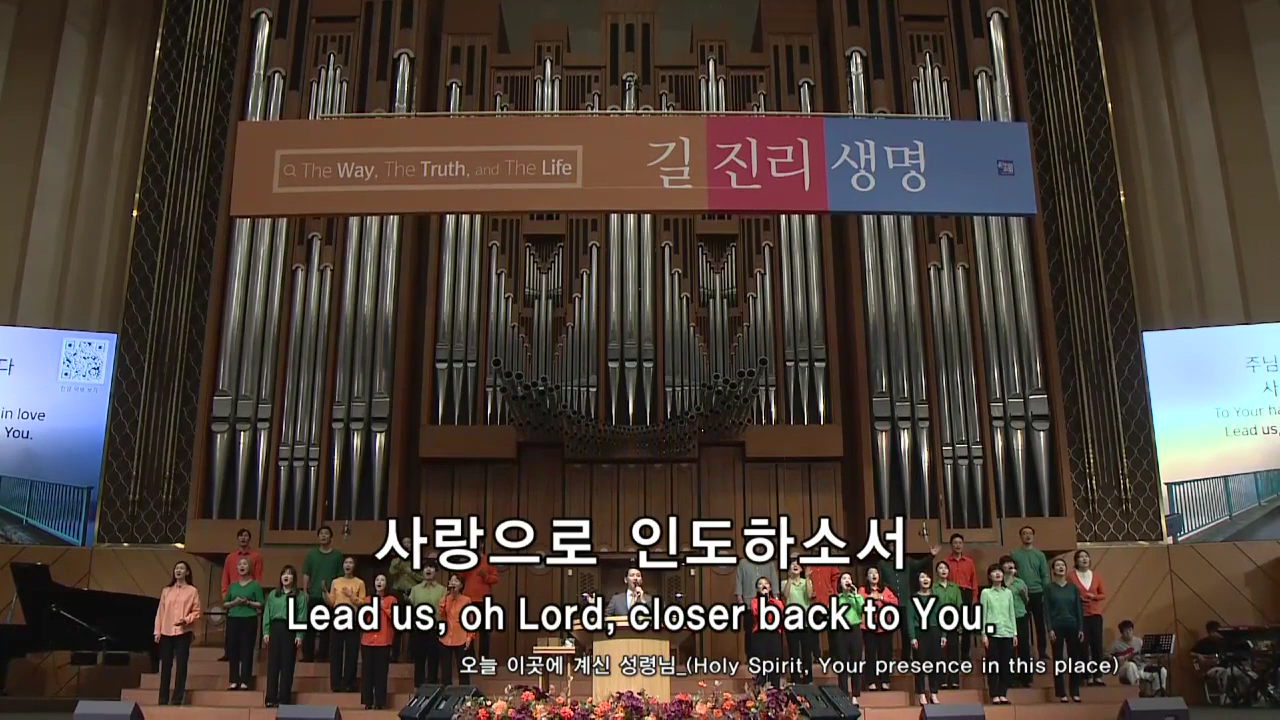 The Way, The Truth, and The Life
길 진리 생명
다
in love
You.
주님
사
To Your ha
Lead us,
사랑으로 인도하소서
Lead us, oh Lord, closer back to You.
오늘 이곳에 계신 성령님_(Holy Spirit, Your presence in this place)